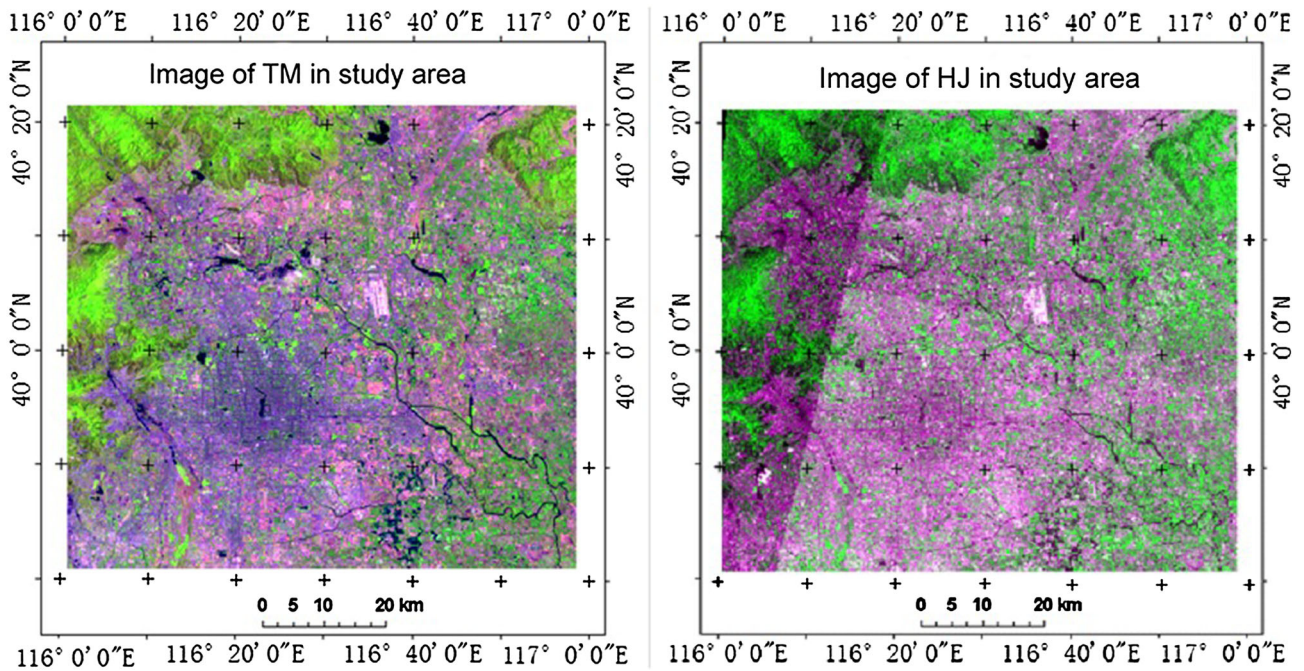 116° 0′ 0″E 116° 20′ 0″E 116° 40′ 0″E 117° 0′ 0″E
Image of TM in study area
40° 20′ 0″N
40° 20′ 0″N
40° 0′ 0″N
40° 0′ 0″N
0 5 10 20 km
116° 0′ 0″E 116° 20′ 0″E 116° 40′ 0″E 117° 0′ 0″E
116° 0′ 0″E 116° 20′ 0″E 116° 40′ 0″E 117° 0′ 0″E
Image of HJ in study area
40° 20′ 0″N
40° 20′ 0″N
40° 0′ 0″N
40° 0′ 0″N
0 5 10 20 km
116° 0′ 0″E 116° 20′ 0″E 116° 40′ 0″E 117° 0′ 0″E